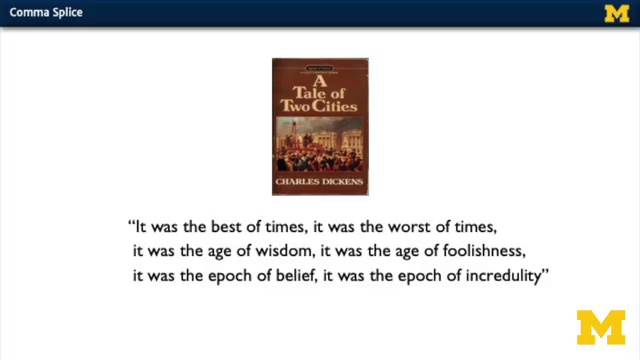 Comma Splice
M
A
Tale of
Two Cities
CHARLES DICKENS
“It was the best of times, it was the worst of times,
it was the age of wisdom, it was the age of foolishness,
it was the epoch of belief, it was the epoch of incredulity”
M